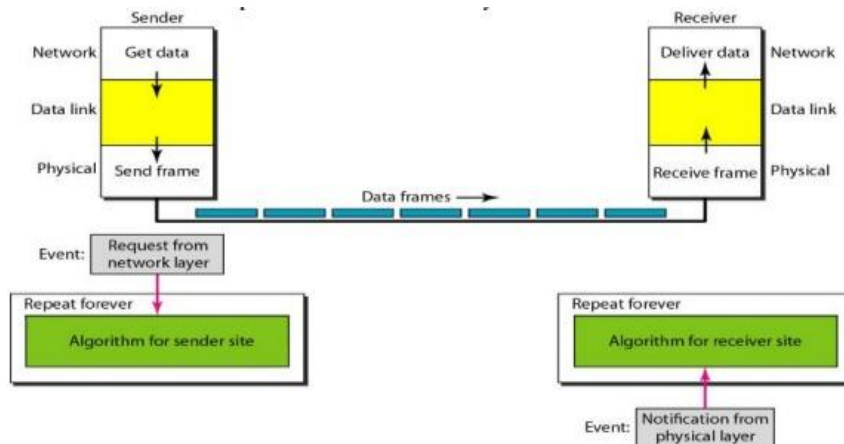 Sender
Receiver
Network
Get data
Deliver data
Network
Data link
Data link
Physical
Send frame
Receive frame
Physical
Data frames
Event:
Request from
network layer
Repeat forever
Algorithm for sender site
Repeat forever
Algorithm for receiver site
Event:
Notification from
physical layer